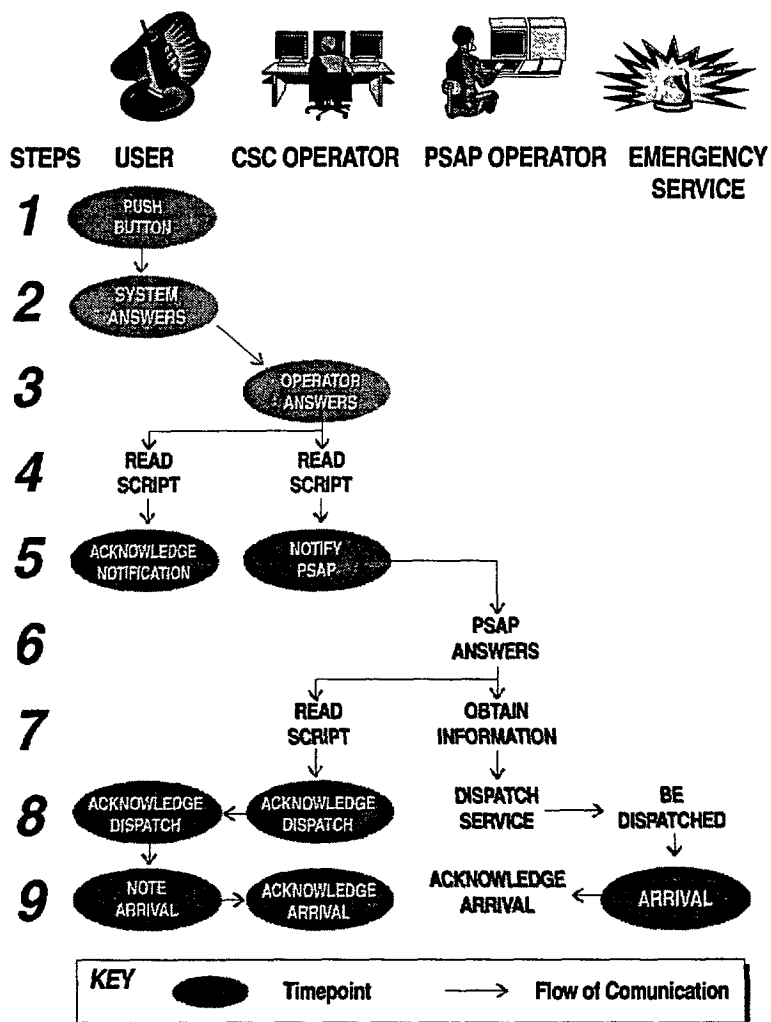 STEPS USER CSC OPERATOR PSAP OPERATOR EMERGENCY
SERVICE
1 PUSH
BUTTON
2 SYSTEM
ANSWERS
3 OPERATOR
ANSWERS
4 READ
SCRIPT
READ
SCRIPT
5 ACKNOWLEDGE
NOTIFICATION
NOTIFY
PSAP
6 PSAP
ANSWERS
7 READ
SCRIPT
OBTAIN
INFORMATION
8 ACKNOWLEDGE
DISPATCH
ACKNOWLEDGE
DISPATCH
DISPATCH
SERVICE
BE
DISPATCHED
9 NOTE
ARRIVAL
ACKNOWLEDGE
ARRIVAL
ACKNOWLEDGE
ARRIVAL
ARRIVAL
KEY
Timepoint
Flow of Comunication